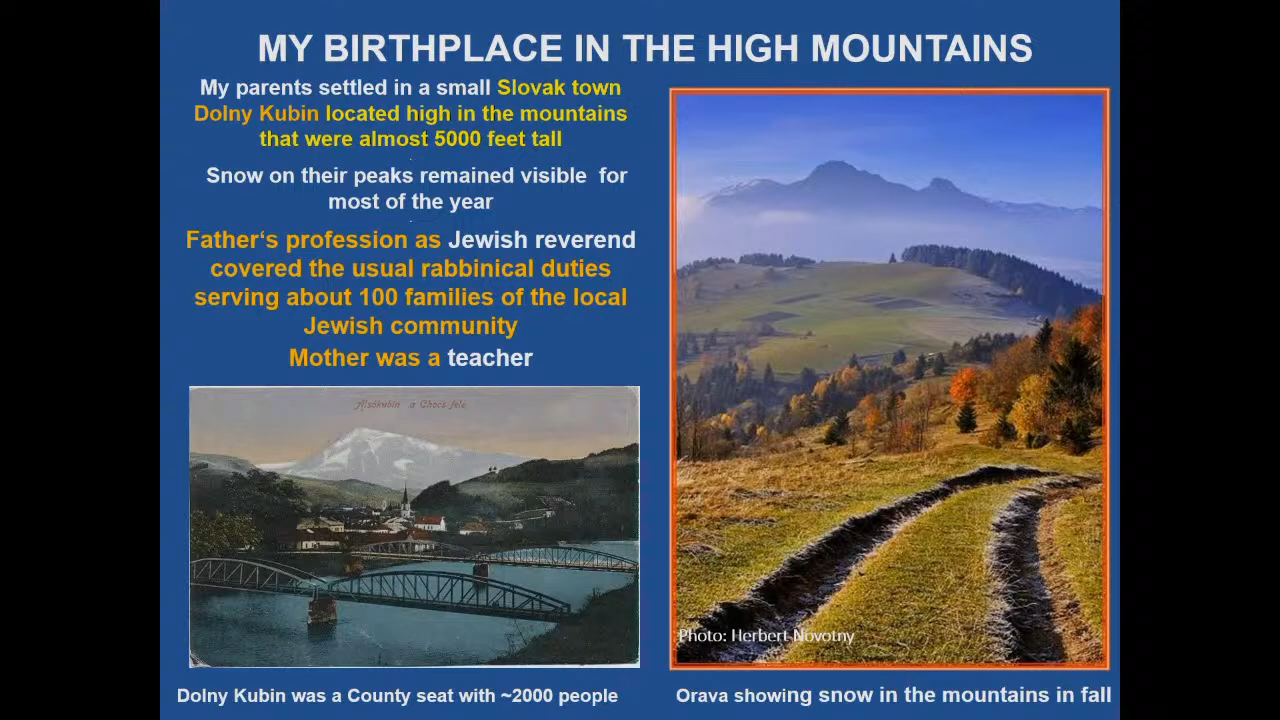 MY BIRTHPLACE IN THE HIGH MOUNTAINS
My parents settled in a small Slovak town
Dolny Kubin located high in the mountains
that were almost 5000 feet tall
Snow on their peaks remained visible for
most of the year
Father‘s profession as Jewish reverend
covered the usual rabbinical duties
serving about 100 families of the local
Jewish community
Mother was a teacher
Alsókubin a Chocs felé
Dolny Kubin was a County seat with ~2000 people
Photo: Herbert Novotny
Orava showing snow in the mountains in fall